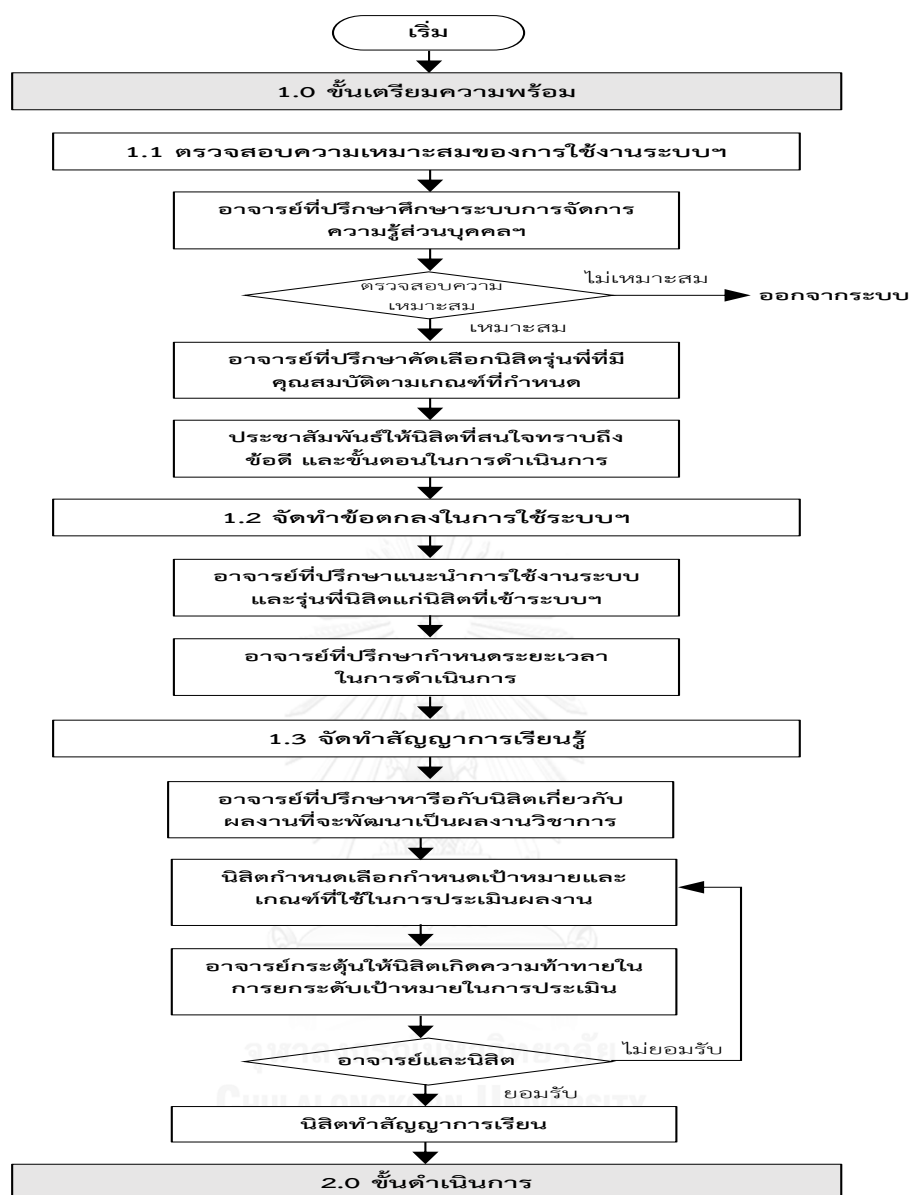 เริ่ม
1.0 ขั้นเตรียมความพร้อม
1.1 ตรวจสอบความเหมาะสมของการใช้งานระบบฯ
อาจารย์ที่ปรึกษาศึกษาระบบการจัดการ
ความรู้ส่วนบุคคลฯ
ตรวจสอบความ
เหมาะสม
ไม่เหมาะสม
ออกจากระบบ
เหมาะสม
อาจารย์ที่ปรึกษาคัดเลือกนิสิตรุ่นพี่ที่มี
คุณสมบัติตามเกณฑ์ที่กำหนด
ประชาสัมพันธ์ให้นิสิตที่สนใจทราบถึง
ข้อดี และขั้นตอนในการดำเนินการ
1.2 จัดทำข้อตกลงในการใช้ระบบฯ
อาจารย์ที่ปรึกษาแนะนำการใช้งานระบบ
และรุ่นพี่นิสิตแก่นิสิตที่เข้าระบบฯ
อาจารย์ที่ปรึกษากำหนดระยะเวลา
ในการดำเนินการ
1.3 จัดทำสัญญาการเรียนรู้
อาจารย์ที่ปรึกษาหารือกับนิสิตเกี่ยวกับ
ผลงานที่จะพัฒนาเป็นผลงานวิชาการ
นิสิตกำหนดเลือกกำหนดเป้าหมายและ
เกณฑ์ที่ใช้ในการประเมินผลงาน
อาจารย์กระตุ้นให้นิสิตเกิดความท้าทายใน
การยกระดับเป้าหมายในการประเมิน
อาจารย์และนิสิต
ไม่ยอมรับ
ยอมรับ
นิสิตทำสัญญาการเรียน
2.0 ขั้นดำเนินการ